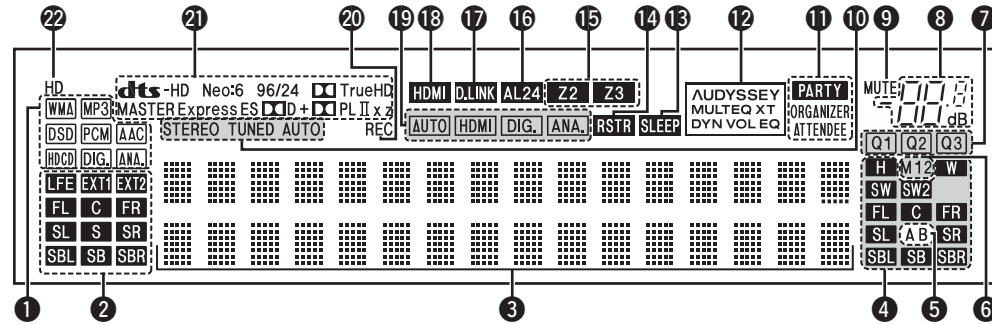 ㉒ ㉑ ⑳ ⑲ ⑱ ⑰ ⑯ ⑮ ⑭ ⑬ ⑫ ⑪ ⑩ ⑨ ⑧ ⑦
HD
dts-HD Neo:6 96/24 TrueHD
MASTER Express ES D + PL II x z
STEREO TUNED AUTO
REC
WMA MP3
DSD PCM AAC
HDCD DIG. ANA.
LFE EXT1 EXT2
FL C FR
SL S SR
SBL SB SBR
HDMI D.LINK AL24 Z2 Z3
AUTO HDMI DIG. ANA. RSTR SLEEP
AUDYSSEY
MULTEQ XT
DYN VOL EQ
PARTY
ORGANIZER
ATTENDEE
MUTE
dB
Q1 Q2 Q3
H M12 W
SW SW2
FL C FR
SL A B SR
SBL SB SBR
① ② ③ ④ ⑤ ⑥